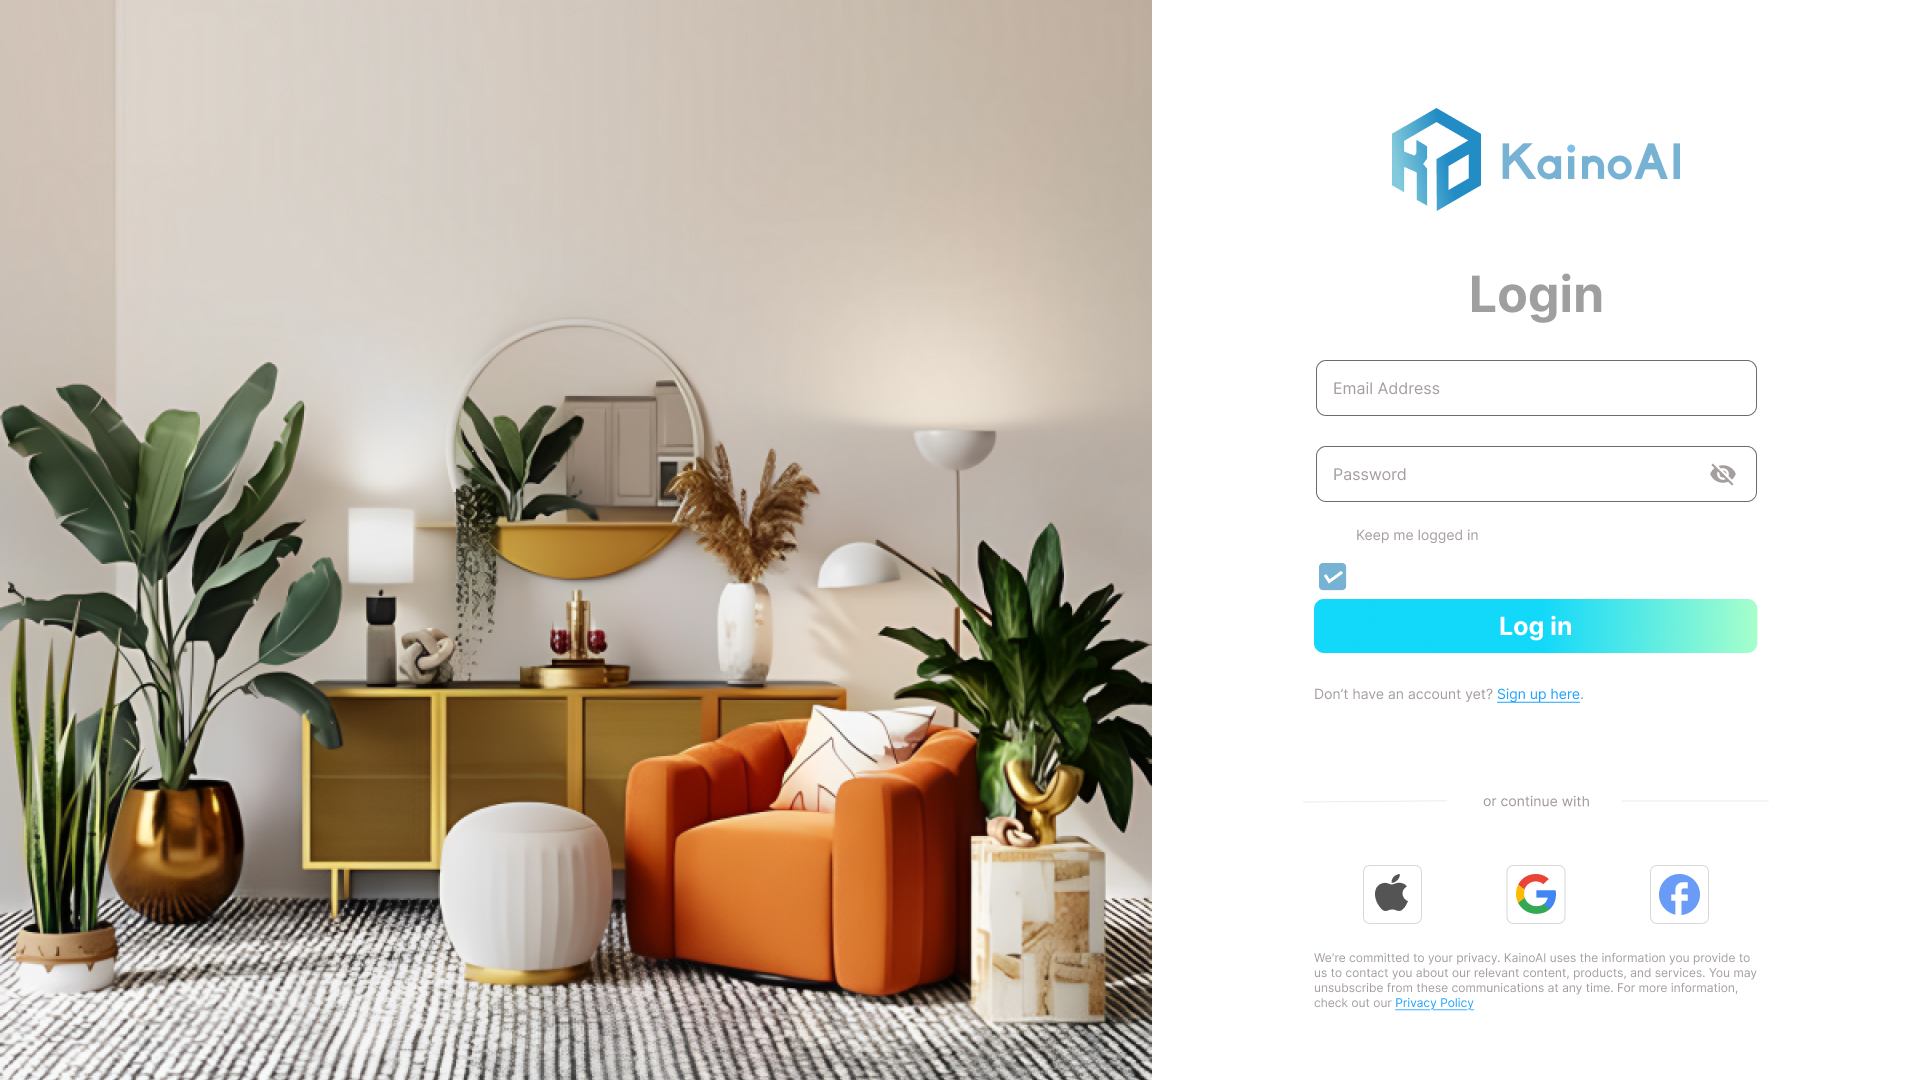 KainoAI
Login
Email Address
Password
Keep me logged in
Log in
Don’t have an account yet? Sign up here.
or continue with
We're committed to your privacy. KainoAI uses the information you provide to
us to contact you about our relevant content, products, and services. You may
unsubscribe from these communications at any time. For more information,
check out our Privacy Policy